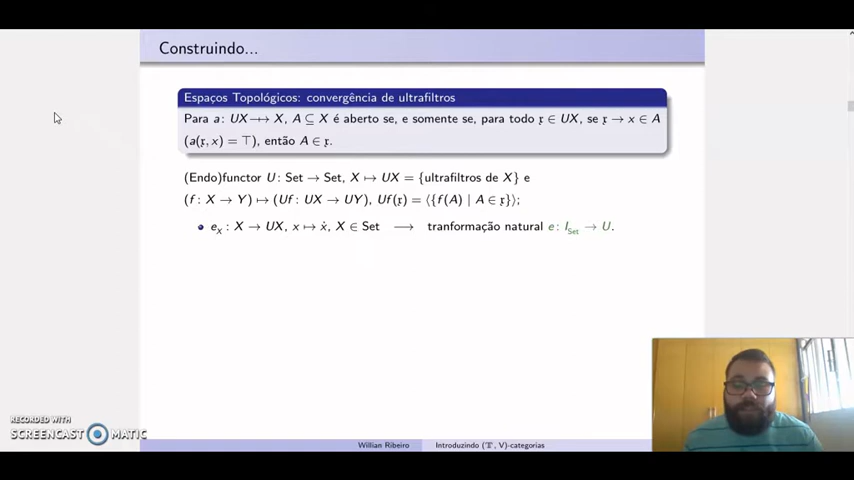 Construindo...
Espaços Topológicos: convergência de ultrafiltros
Para a: UX⇸X, A ⊆ X é aberto se, e somente se, para todo 𝔵 ∈ UX, se 𝔵 → x ∈ A
(a(𝔵, x) = ⊤), então A ∈ 𝔵.
(Endo)functor U: Set → Set, X ↦ UX = {ultrafiltros de X} e
(f: X → Y) ↦ (Uf: UX → UY), Uf(𝔵) = ⟨{f(A) | A ∈ 𝔵}⟩;
• e_X: X → UX, x ↦ ẋ, X ∈ Set ⟶ tranformação natural e: I_Set → U.
RECORDED WITH
SCREENCAST MATIC
Willian Ribeiro Introduzindo (𝕋, V)-categorias